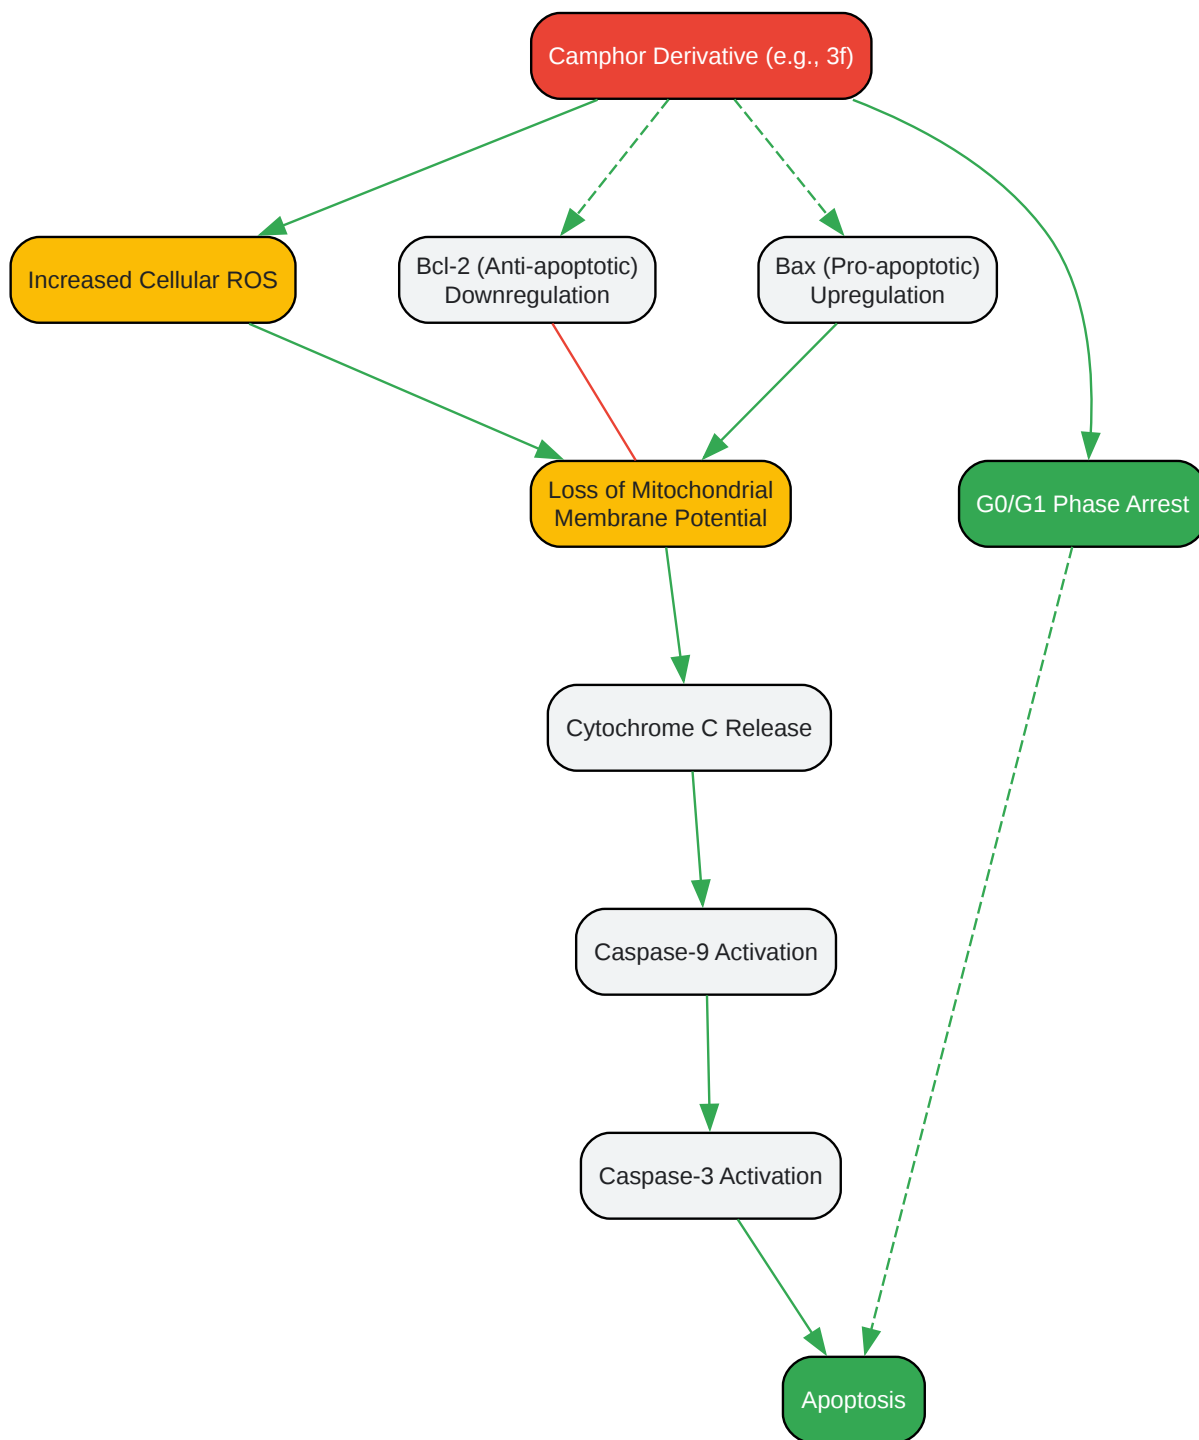 Camphor Derivative (e.g., 3f)
Increased Cellular ROS
Bcl-2 (Anti-apoptotic)
Downregulation
Bax (Pro-apoptotic)
Upregulation
Loss of Mitochondrial
Membrane Potential
G0/G1 Phase Arrest
Cytochrome C Release
Caspase-9 Activation
Caspase-3 Activation
Apoptosis